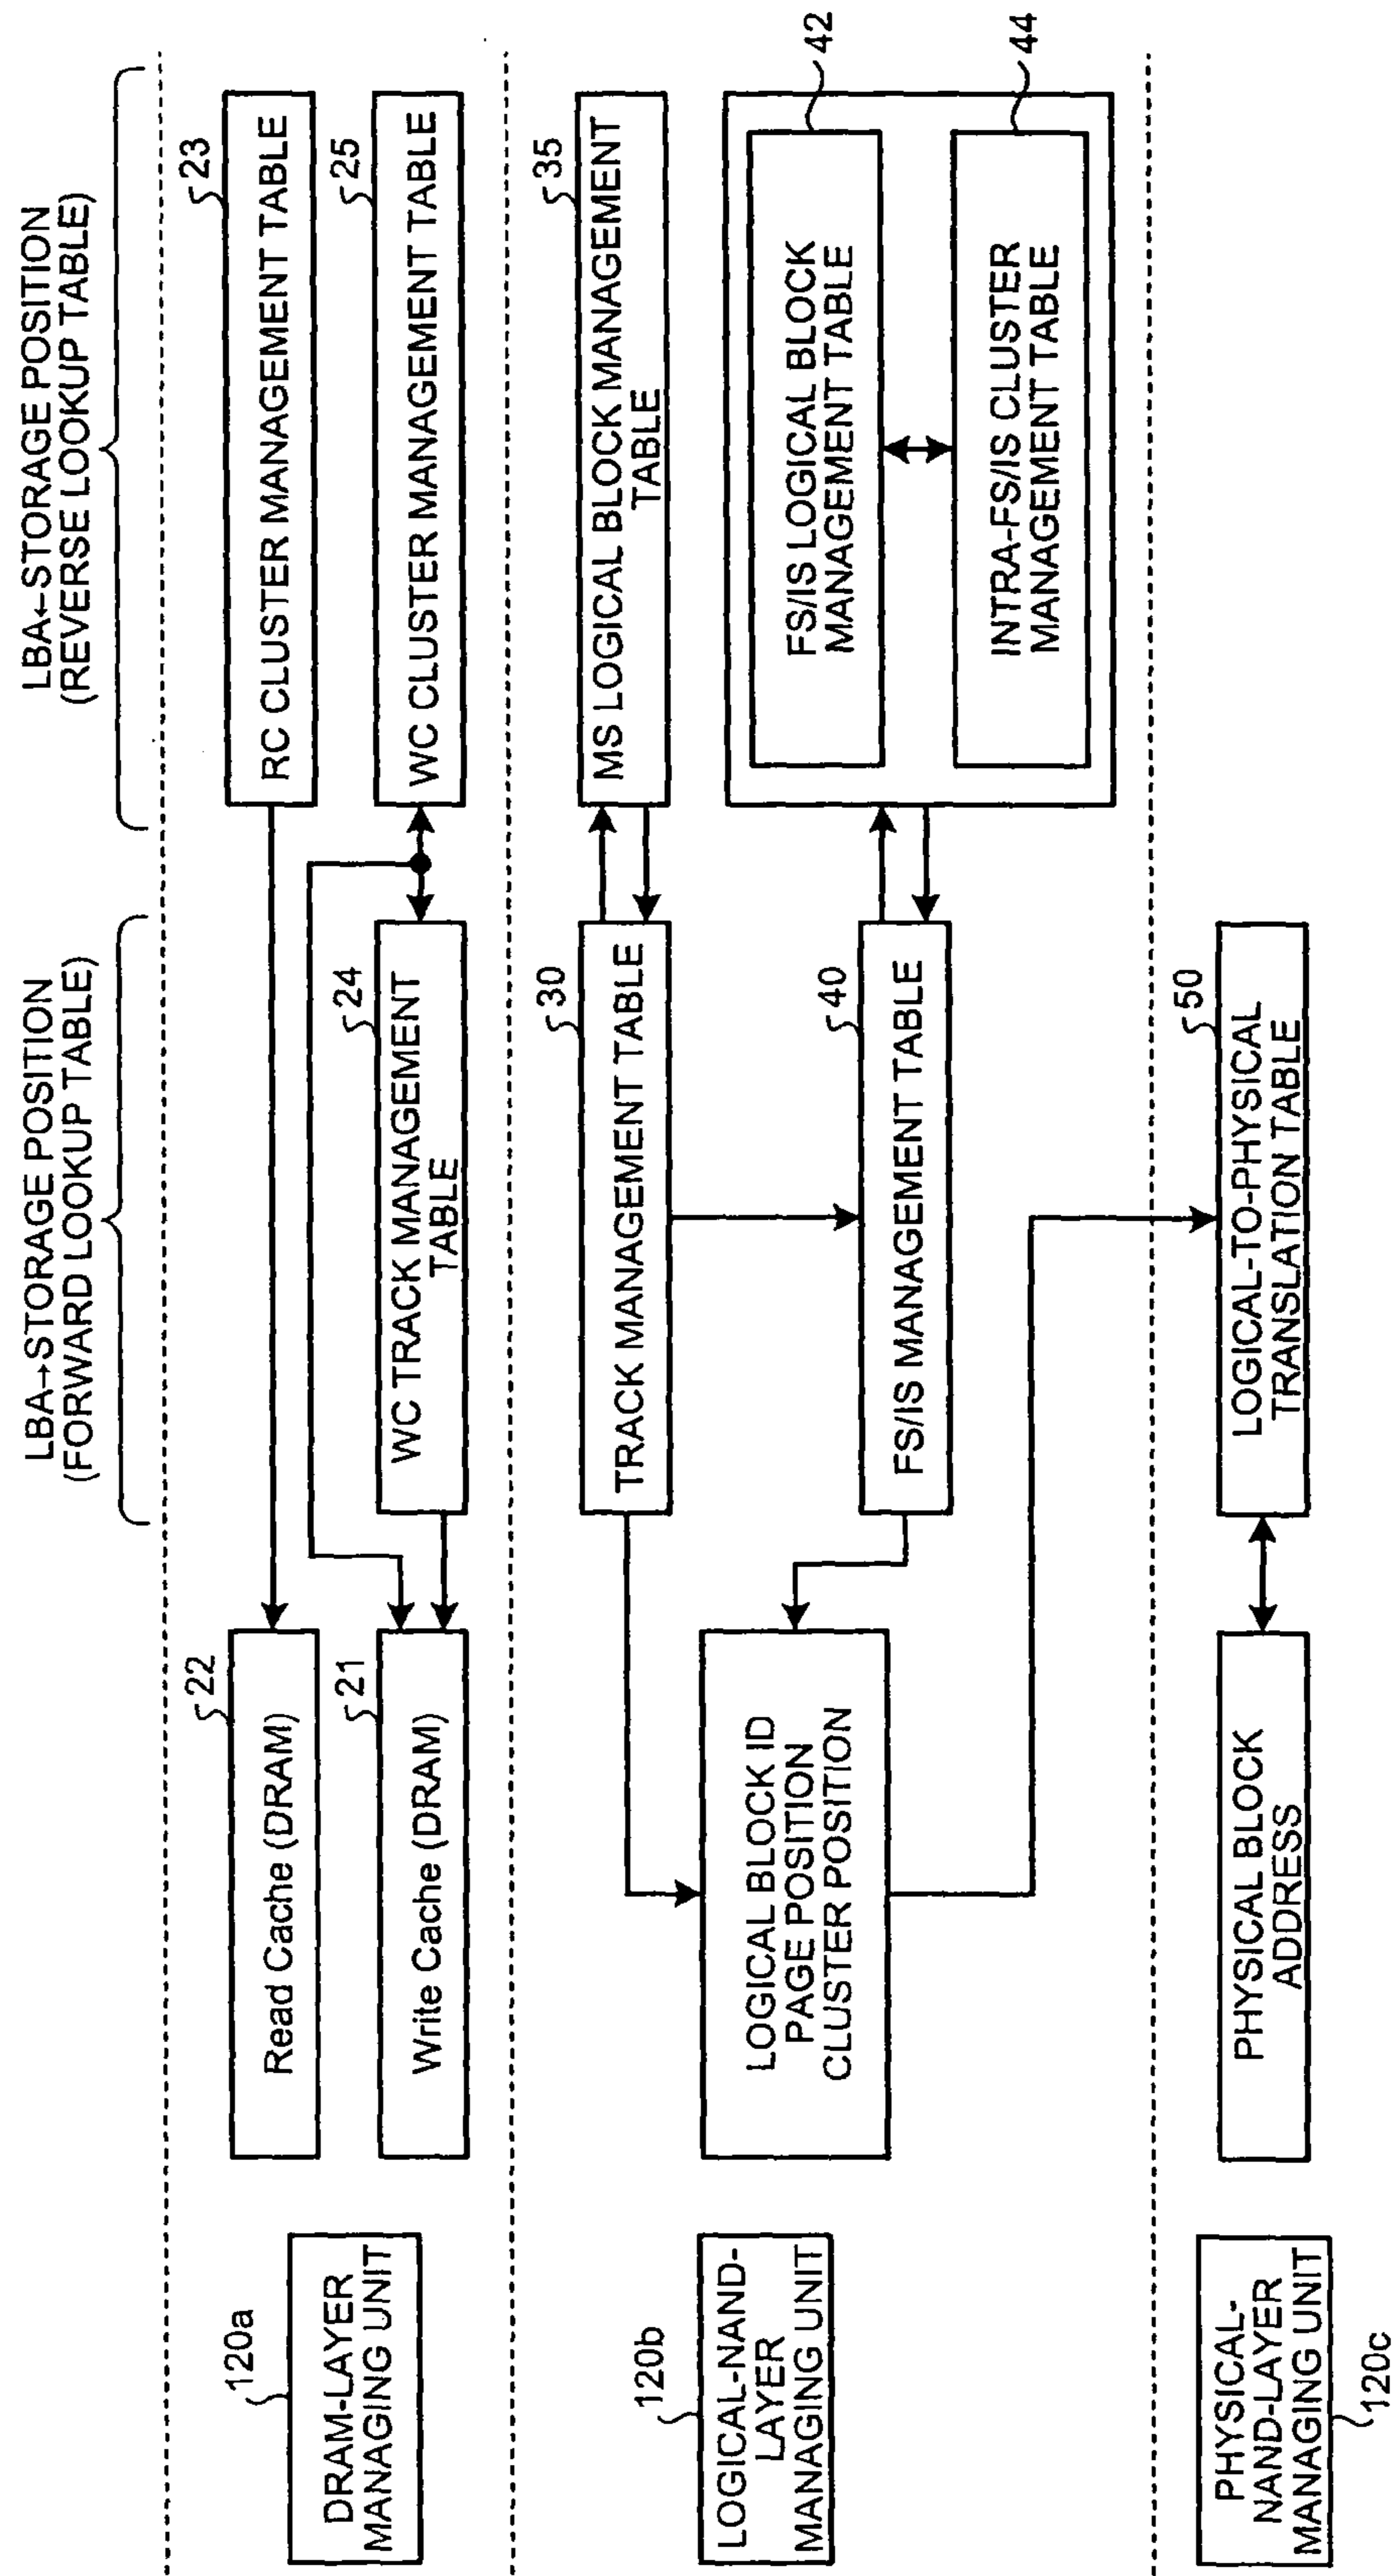 LBA→STORAGE POSITION
(FORWARD LOOKUP TABLE)
LBA←STORAGE POSITION
(REVERSE LOOKUP TABLE)
120a
DRAM-LAYER
MANAGING UNIT
22
Read Cache (DRAM)
23
RC CLUSTER MANAGEMENT TABLE
21
Write Cache (DRAM)
24
WC TRACK MANAGEMENT
TABLE
25
WC CLUSTER MANAGEMENT TABLE
120b
LOGICAL-NAND-
LAYER
MANAGING UNIT
30
TRACK MANAGEMENT TABLE
35
MS LOGICAL BLOCK MANAGEMENT
TABLE
LOGICAL BLOCK ID
PAGE POSITION
CLUSTER POSITION
40
FS/IS MANAGEMENT TABLE
FS/IS LOGICAL BLOCK
MANAGEMENT TABLE
42
INTRA-FS/IS CLUSTER
MANAGEMENT TABLE
44
PHYSICAL-
NAND-LAYER
MANAGING UNIT
120c
PHYSICAL BLOCK
ADDRESS
50
LOGICAL-TO-PHYSICAL
TRANSLATION TABLE